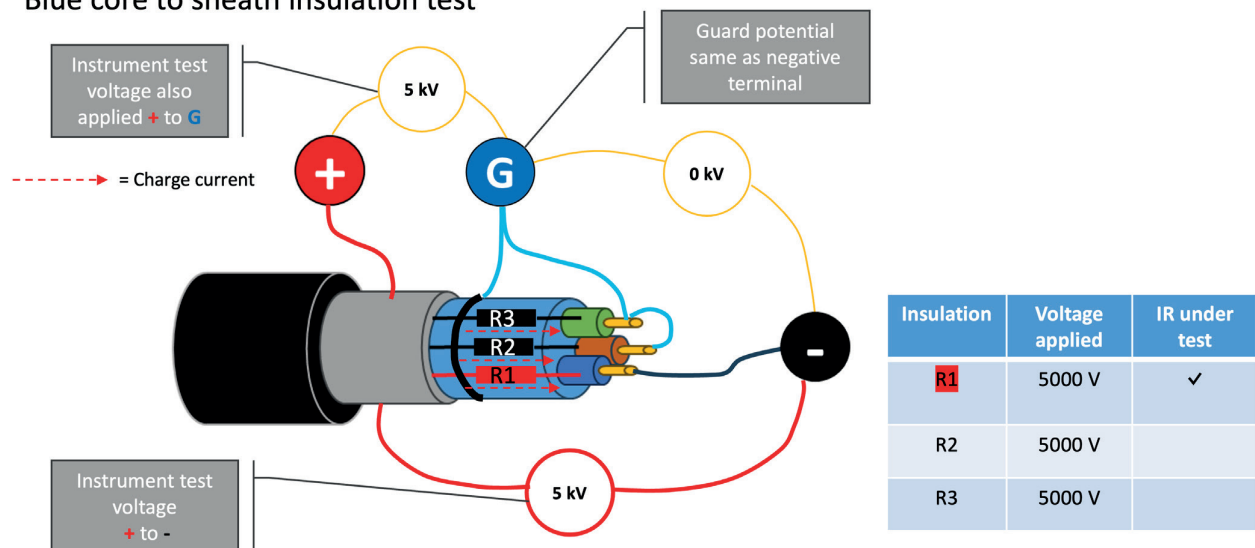 Blue core to sheath insulation test
Instrument test
voltage also
applied + to G
5 kV
Guard potential
same as negative
terminal
= Charge current
+
G
0 kV
R3
R2
R1
-
Instrument test
voltage
+ to -
5 kV
Insulation Voltage applied IR under test
R1 5000 V ✓
R2 5000 V
R3 5000 V